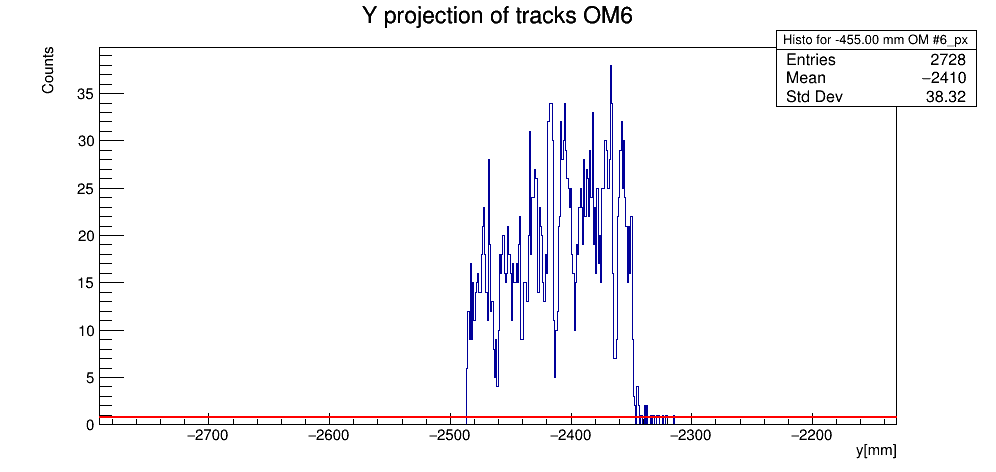 Y projection of tracks OM6
Histo for -455.00 mm OM #6_px
Entries 2728
Mean −2410
Std Dev 38.32
Counts
35
30
25
20
15
10
5
0
−2700 −2600 −2500 −2400 −2300 −2200
y[mm]